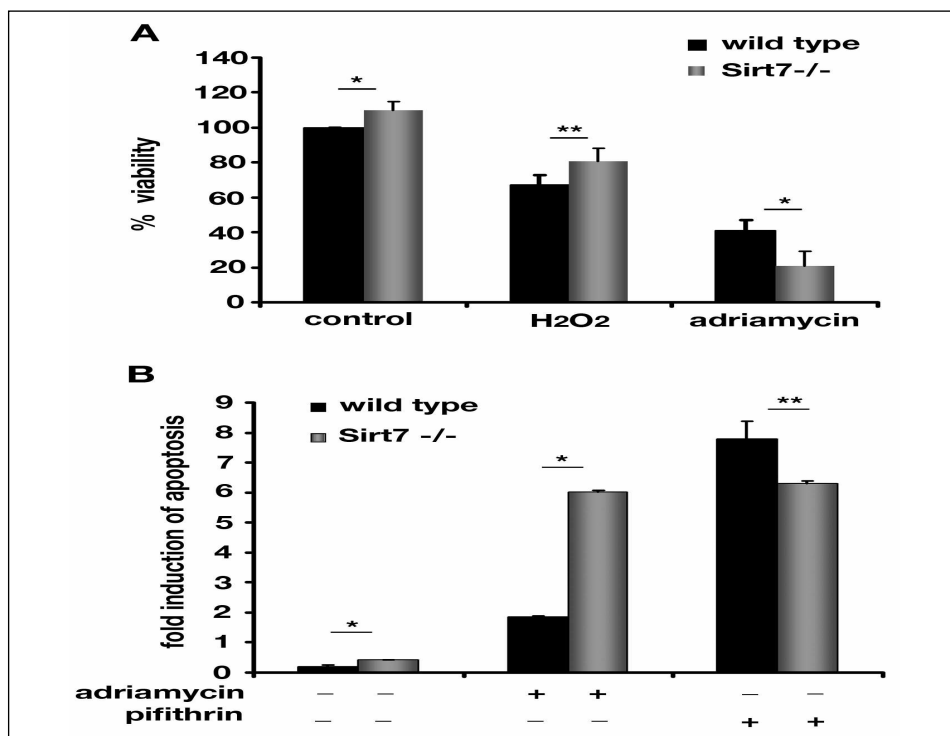 A
wild type
Sirt7-/-
% viability
140
120
100
80
60
40
20
0
*
**
*
control H2O2 adriamycin
B
wild type
Sirt7 -/-
fold induction of apoptosis
9
8
7
6
5
4
3
2
1
0
*
*
**
adriamycin — — + + — —
pifithrin — — — — + +